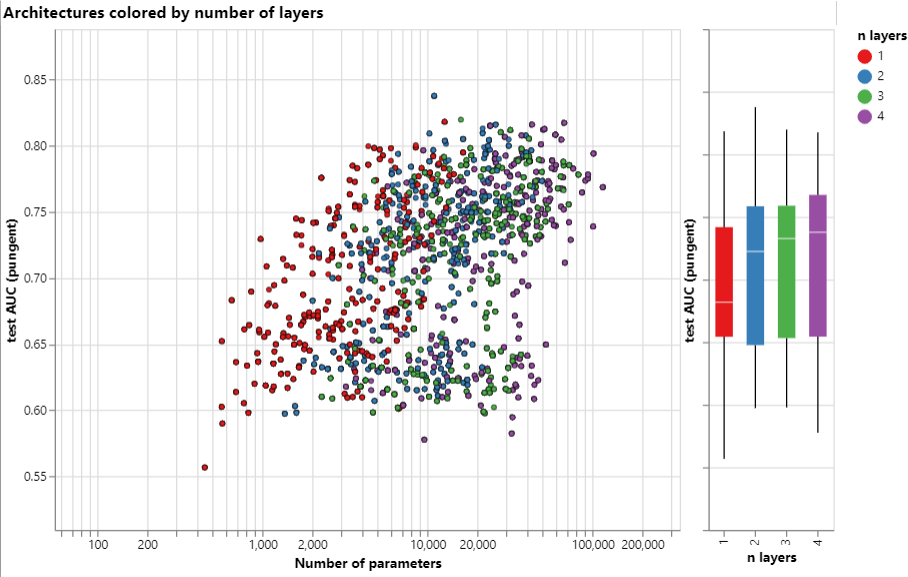 Architectures colored by number of layers
n layers
1
2
3
4
test AUC (pungent)
0.85
0.80
0.75
0.70
0.65
0.60
0.55
100 200 1,000 2,000 10,000 20,000 100,000 200,000
Number of parameters
test AUC (pungent)
1 2 3 4
n layers